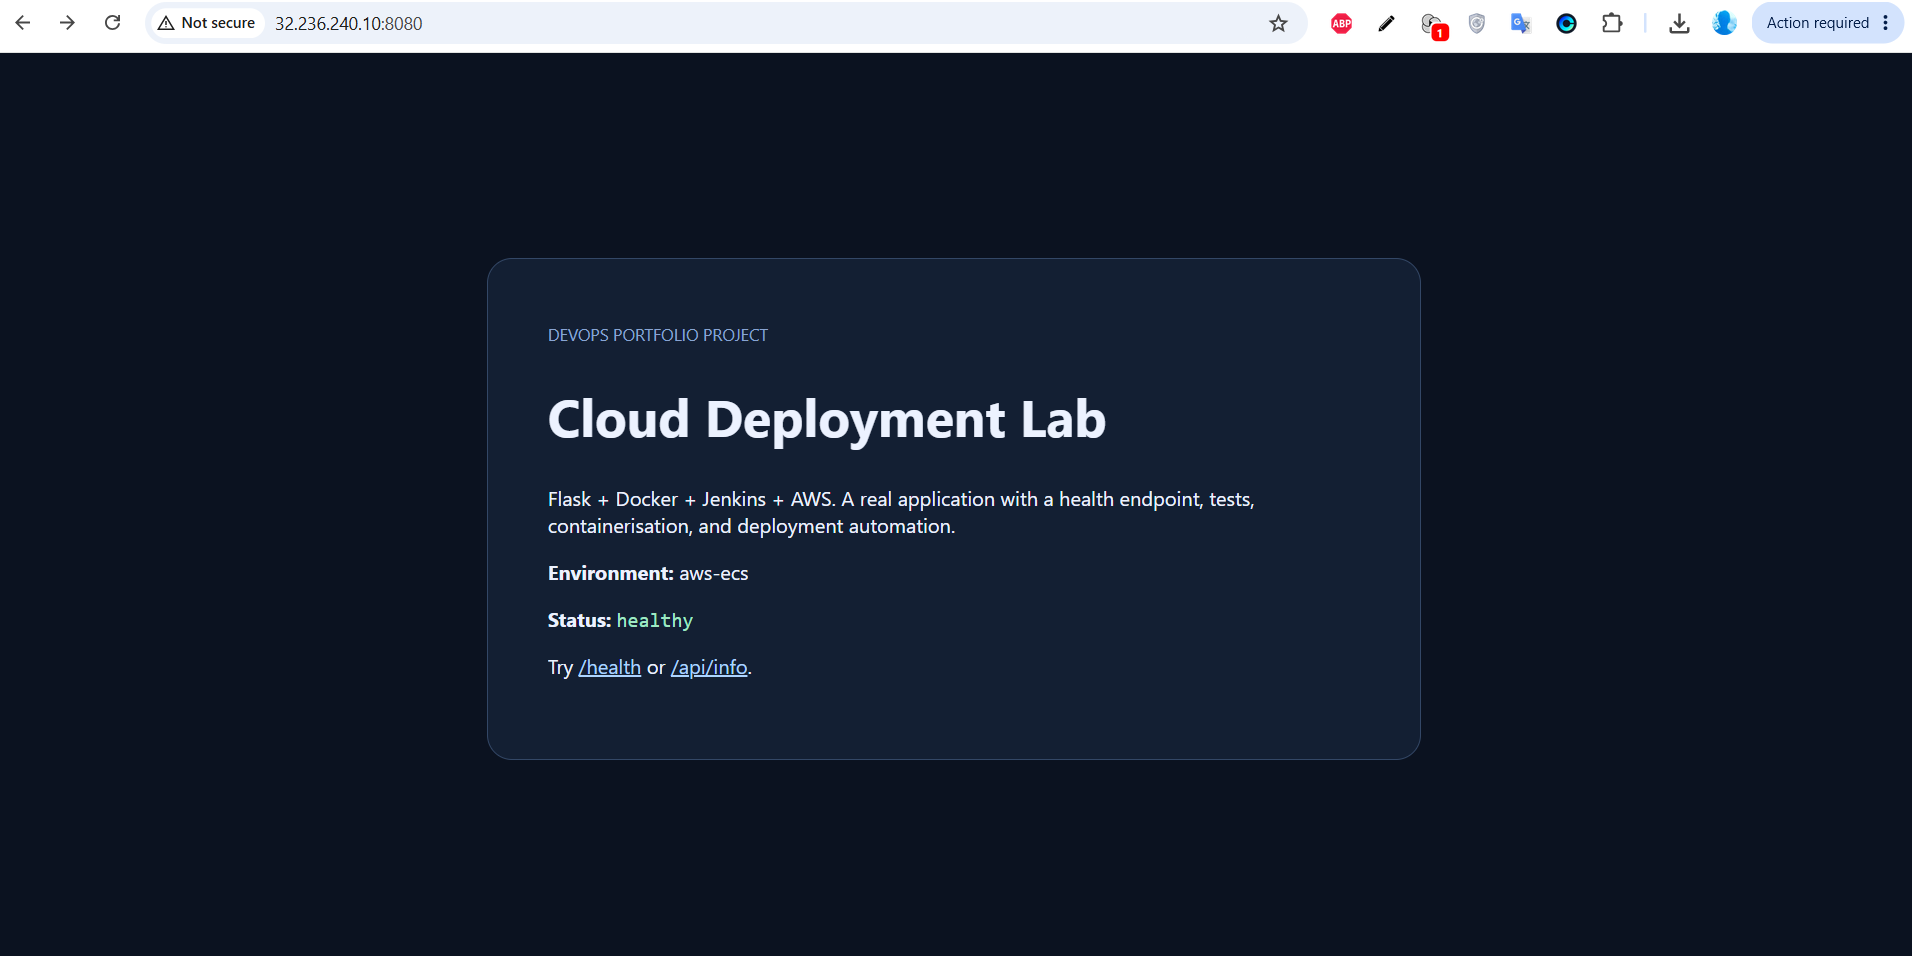 Not secure
32.236.240.10:8080
ABP
1
G
Action required
DEVOPS PORTFOLIO PROJECT
Cloud Deployment Lab
Flask + Docker + Jenkins + AWS. A real application with a health endpoint, tests,
containerisation, and deployment automation.
Environment: aws-ecs
Status: healthy
Try /health or /api/info.